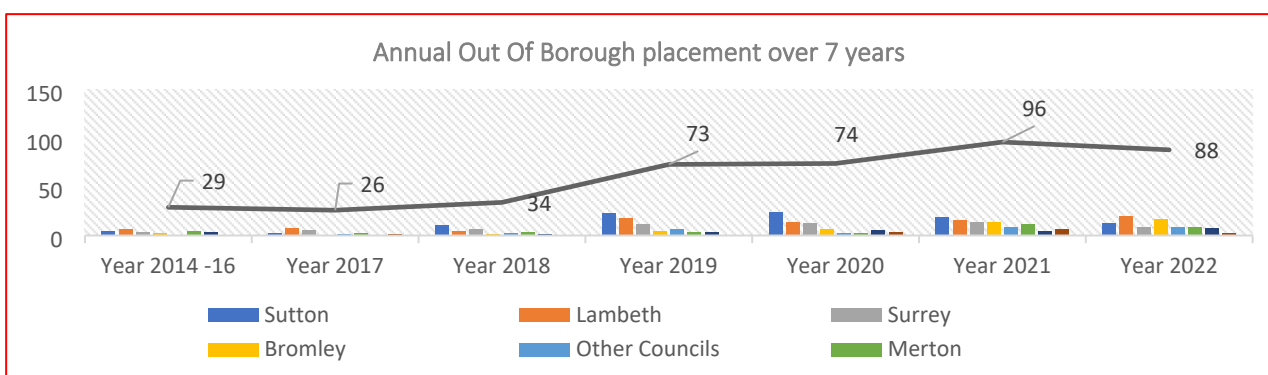 Annual Out Of Borough placement over 7 years
150
100
50
0
29
26
34
73
74
96
88
Year 2014 -16
Year 2017
Year 2018
Year 2019
Year 2020
Year 2021
Year 2022
Sutton
Lambeth
Surrey
Bromley
Other Councils
Merton